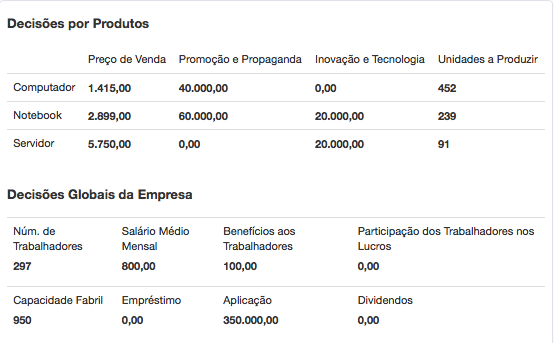 Decisões por Produtos
Preço de Venda Promoção e Propaganda Inovação e Tecnologia Unidades a Produzir
Computador 1.415,00 40.000,00 0,00 452
Notebook 2.899,00 60.000,00 20.000,00 239
Servidor 5.750,00 0,00 20.000,00 91
Decisões Globais da Empresa
Núm. de Salário Médio Benefícios aos Participação dos Trabalhadores nos
Trabalhadores Mensal Trabalhadores Lucros
297 800,00 100,00 0,00
Capacidade Fabril Empréstimo Aplicação Dividendos
950 0,00 350.000,00 0,00